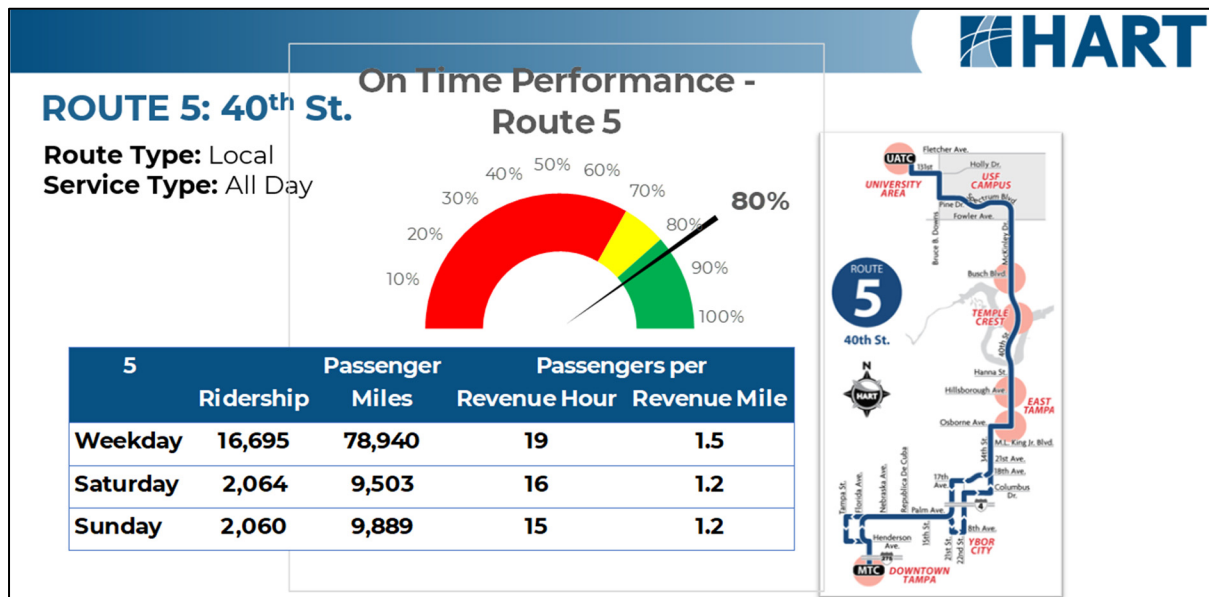 HART
On Time Performance -
Route 5
ROUTE 5: 40th St.
Route Type: Local
Service Type: All Day
10%
20%
30%
40%
50%
60%
70%
80%
90%
100%
80%
5 Passenger Passengers per
Ridership Miles Revenue Hour Revenue Mile
Weekday 16,695 78,940 19 1.5
Saturday 2,064 9,503 16 1.2
Sunday 2,060 9,889 15 1.2
Fletcher Ave.
UATC
131st
Holly Dr.
UNIVERSITY
AREA
USF
CAMPUS
Pine Dr.
Spectrum Blvd
Fowler Ave.
Bruce B. Downs
McKinley Dr.
Busch Blvd.
ROUTE
5
40th St.
TEMPLE
CREST
40th St.
N
HART
Hanna St.
Hillsborough Ave.
EAST
TAMPA
Osborne Ave.
M.L. King Jr. Blvd.
34th St.
21st Ave.
18th Ave.
17th
Ave.
Columbus
Dr.
Tampa St.
Florida Ave.
Nebraska Ave.
Republica De Cuba
Palm Ave.
4
15th St.
21st St.
22nd St.
8th Ave.
YBOR
CITY
Henderson
Ave.
275
MTC
DOWNTOWN
TAMPA